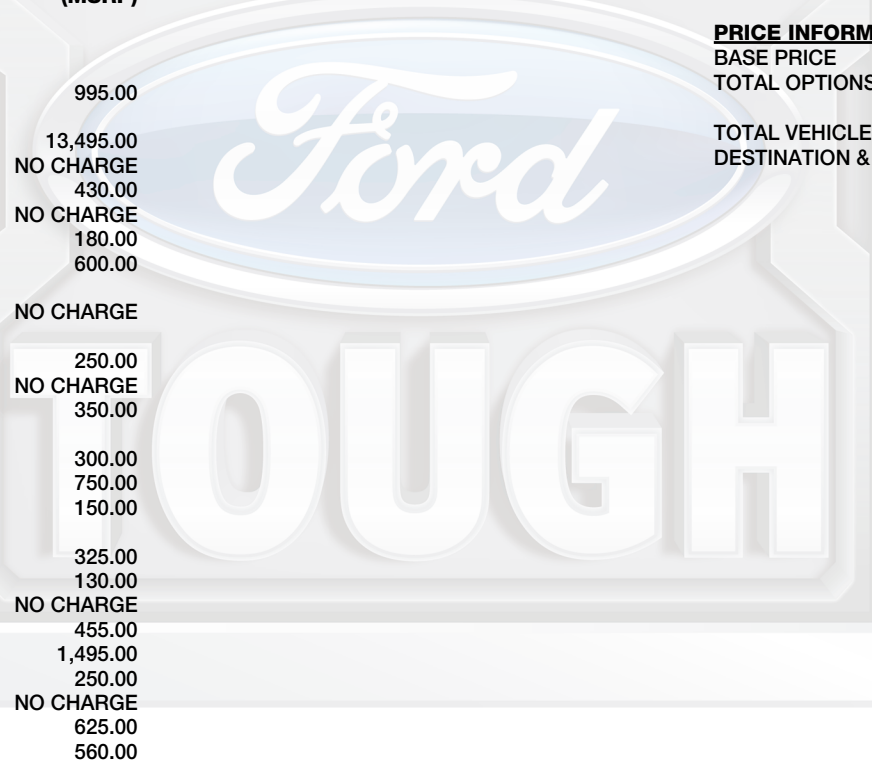 (MSRP)
PRICE INFORM
BASE PRICE
TOTAL OPTIONS
TOTAL VEHICLE
DESTINATION &
995.00
13,495.00
NO CHARGE
430.00
NO CHARGE
180.00
600.00
NO CHARGE
250.00
NO CHARGE
350.00
300.00
750.00
150.00
325.00
130.00
NO CHARGE
455.00
1,495.00
250.00
NO CHARGE
625.00
560.00
Ford
TOUGH